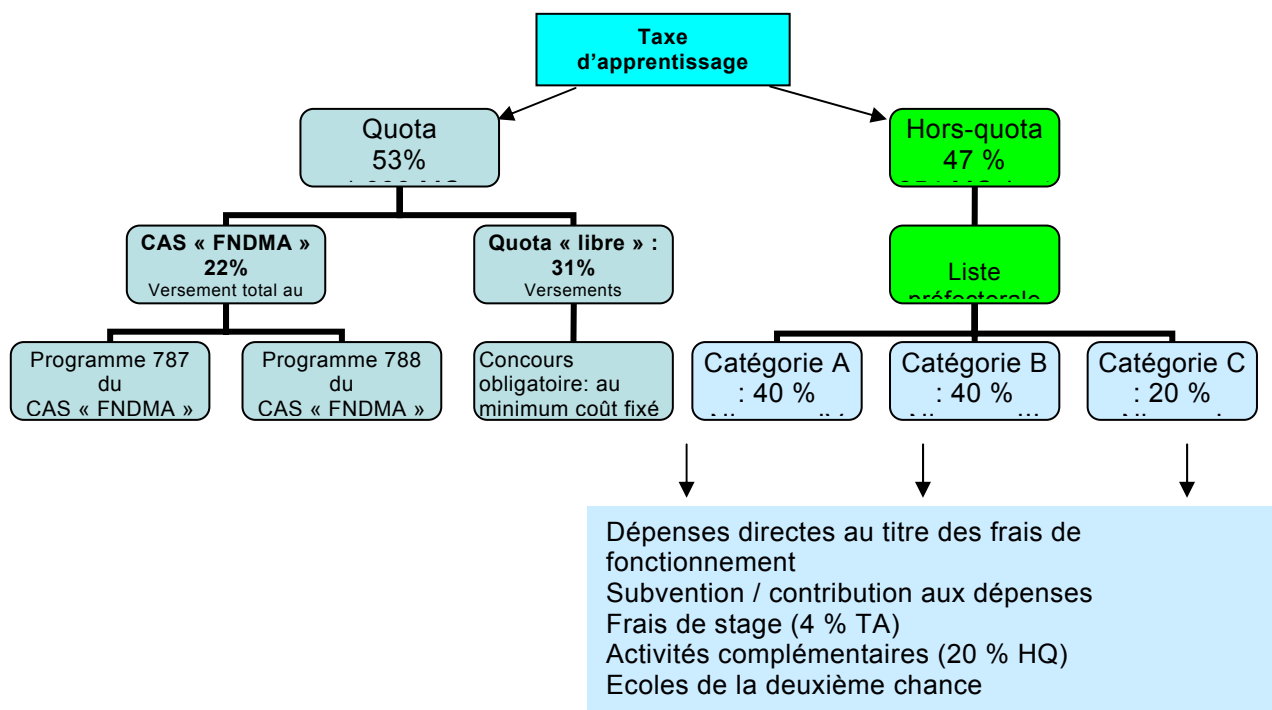 Taxe
d’apprentissage
Quota
53%
Hors-quota
47 %
CAS « FNDMA »
22%
Versement total au
Quota « libre » :
31%
Versements
Liste
préfectorale
Programme 787
du
CAS « FNDMA »
Programme 788
du
CAS « FNDMA »
Concours
obligatoire: au
minimum coût fixé
Catégorie A
: 40 %
Catégorie B
: 40 %
Catégorie C
: 20 %
Dépenses directes au titre des frais de
fonctionnement
Subvention / contribution aux dépenses
Frais de stage (4 % TA)
Activités complémentaires (20 % HQ)
Ecoles de la deuxième chance